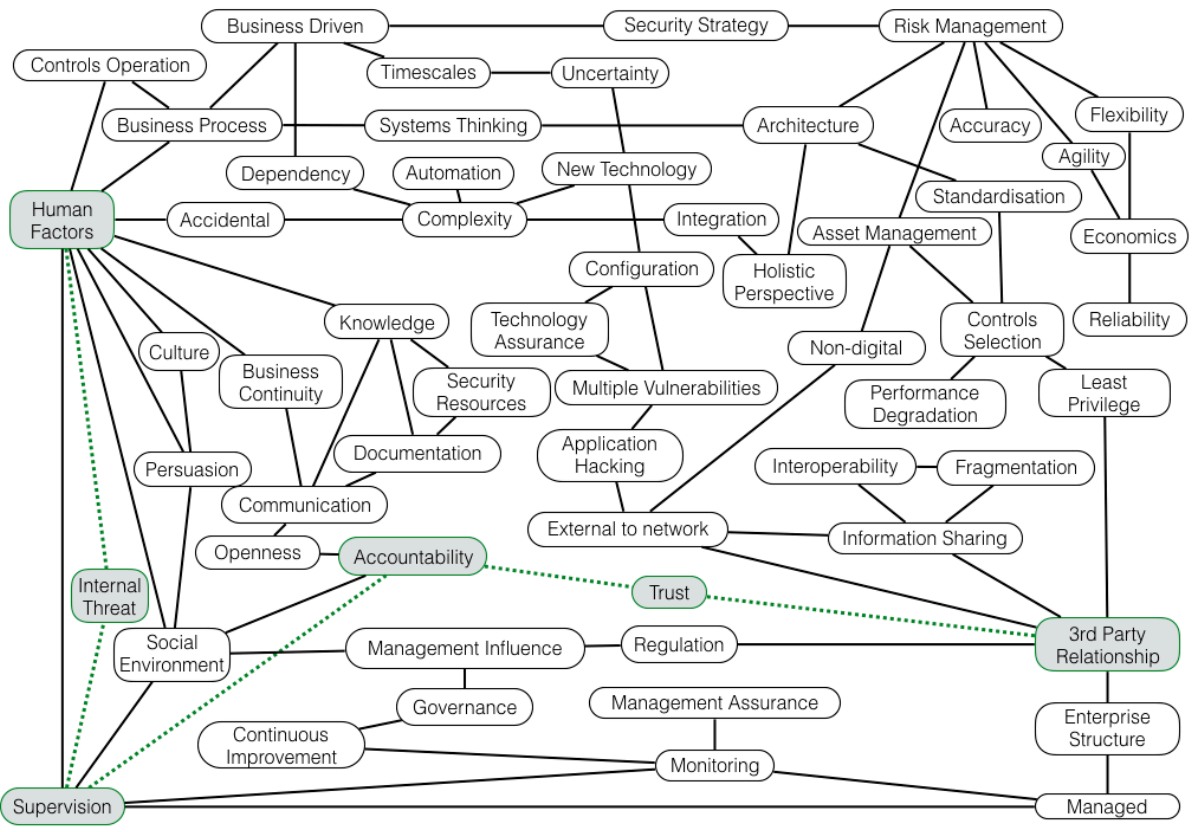 Business Driven
Security Strategy
Risk Management
Controls Operation
Timescales
Uncertainty
Flexibility
Business Process
Systems Thinking
Architecture
Accuracy
Agility
Dependency
Automation
New Technology
Standardisation
Human
Factors
Accidental
Complexity
Integration
Asset Management
Economics
Configuration
Holistic
Perspective
Knowledge
Technology
Assurance
Controls
Selection
Reliability
Culture
Business
Continuity
Security
Resources
Multiple Vulnerabilities
Non-digital
Performance
Degradation
Least
Privilege
Persuasion
Documentation
Application
Hacking
Interoperability
Fragmentation
Communication
External to network
Information Sharing
Openness
Accountability
Internal
Threat
Trust
Social
Environment
Management Influence
Regulation
3rd Party
Relationship
Governance
Management Assurance
Enterprise
Structure
Continuous
Improvement
Monitoring
Supervision
Managed